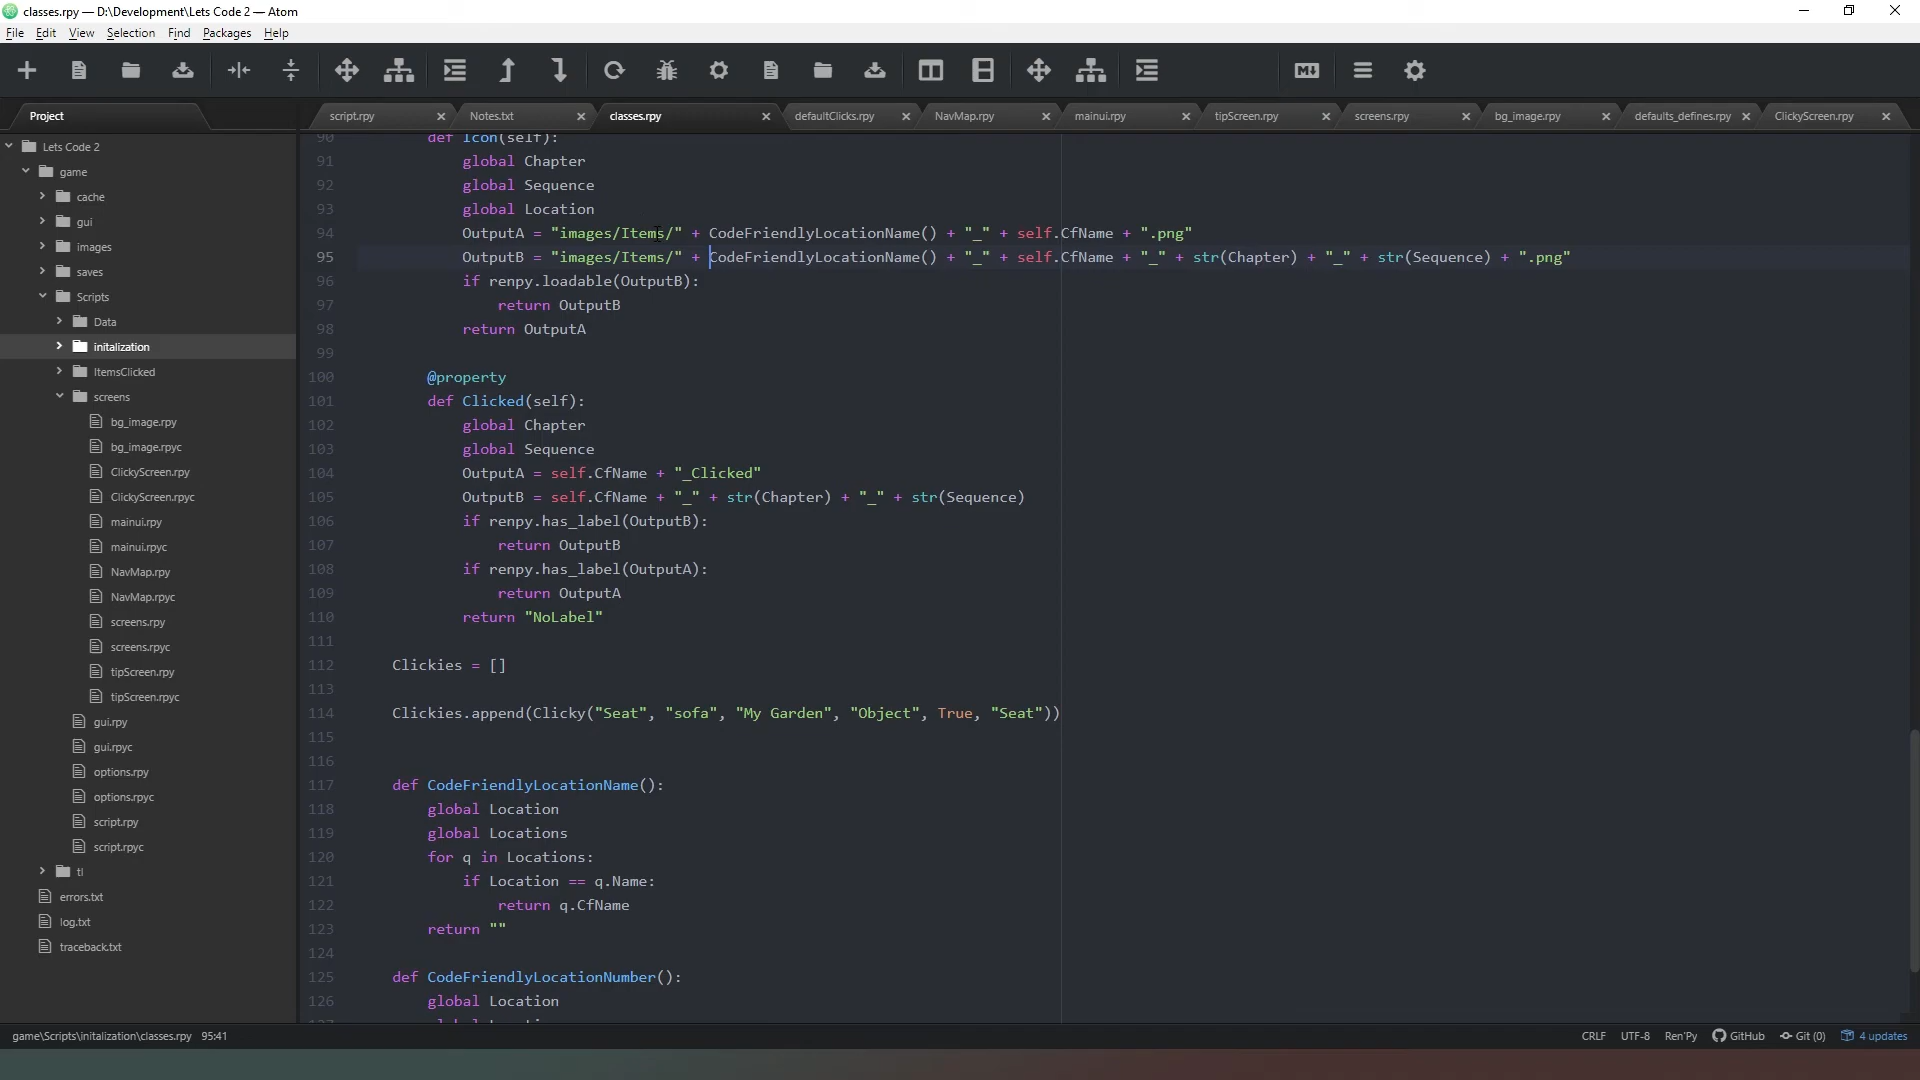 classes.rpy — D:\Development\Lets Code 2 — Atom
File Edit View Selection Find Packages Help
Project
script.rpy Notes.txt classes.rpy defaultClicks.rpy NavMap.rpy mainui.rpy tipScreen.rpy screens.rpy bg_image.rpy defaults_defines.rpy ClickyScreen.rpy
Lets Code 2
game
cache
gui
images
saves
Scripts
Data
initalization
ItemsClicked
screens
bg_image.rpy
bg_image.rpyc
ClickyScreen.rpy
ClickyScreen.rpyc
mainui.rpy
mainui.rpyc
NavMap.rpy
NavMap.rpyc
screens.rpy
screens.rpyc
tipScreen.rpy
tipScreen.rpyc
gui.rpy
gui.rpyc
options.rpy
options.rpyc
script.rpy
script.rpyc
tl
errors.txt
log.txt
traceback.txt
90 def Icon(self):
91 global Chapter
92 global Sequence
93 global Location
94 OutputA = "images/Items/" + CodeFriendlyLocationName() + "_" + self.CfName + ".png"
95 OutputB = "images/Items/" + CodeFriendlyLocationName() + "_" + self.CfName + "_" + str(Chapter) + "_" + str(Sequence) + ".png"
96 if renpy.loadable(OutputB):
97 return OutputB
98 return OutputA
99
100 @property
101 def Clicked(self):
102 global Chapter
103 global Sequence
104 OutputA = self.CfName + "_Clicked"
105 OutputB = self.CfName + "_" + str(Chapter) + "_" + str(Sequence)
106 if renpy.has_label(OutputB):
107 return OutputB
108 if renpy.has_label(OutputA):
109 return OutputA
110 return "NoLabel"
111
112 Clickies = []
113
114 Clickies.append(Clicky("Seat", "sofa", "My Garden", "Object", True, "Seat"))
115
116
117 def CodeFriendlyLocationName():
118 global Location
119 global Locations
120 for q in Locations:
121 if Location == q.Name:
122 return q.CfName
123 return ""
124
125 def CodeFriendlyLocationNumber():
126 global Location
game\Scripts\initalization\classes.rpy 95:41
CRLF UTF-8 Ren'Py GitHub Git (0) 4 updates